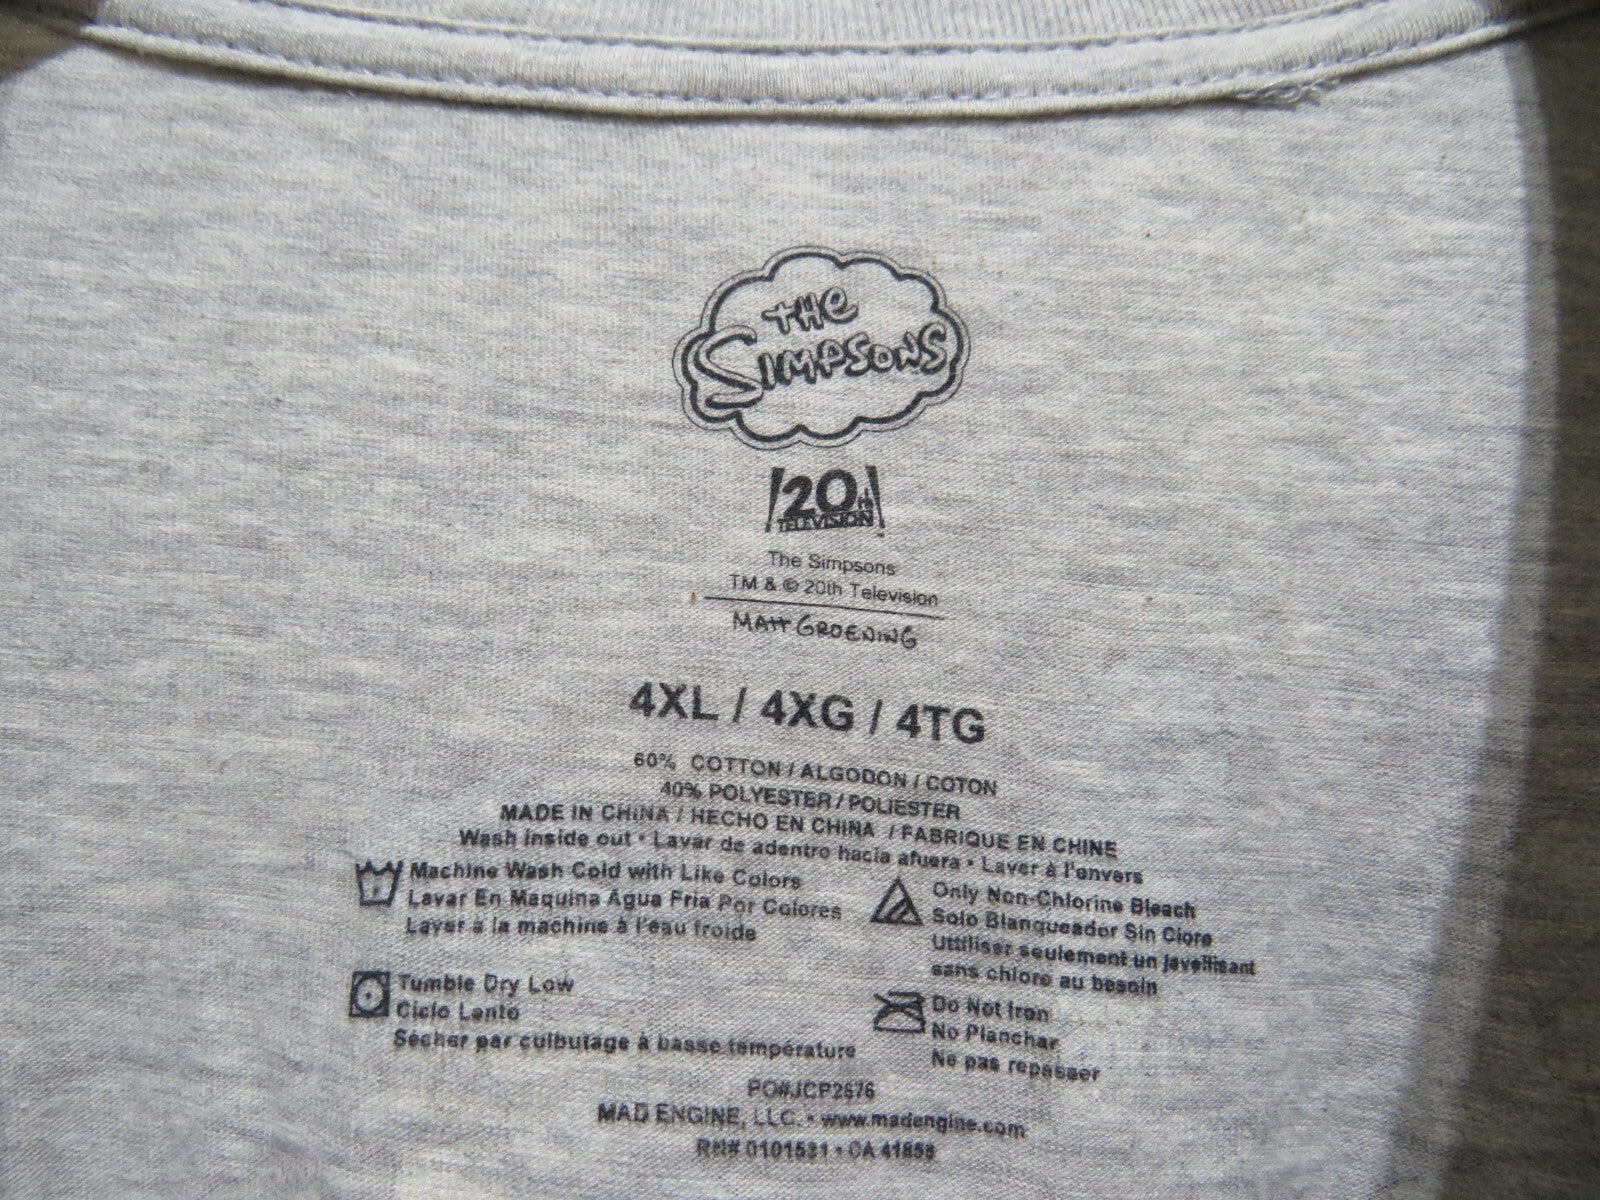 THE
SIMPSONS
20th
TELEVISION
The Simpsons
TM & © 20th Television
MATT GROENING
4XL / 4XG / 4TG
60% COTTON / ALGODON / COTON
40% POLYESTER / POLIESTER
MADE IN CHINA / HECHO EN CHINA / FABRIQUE EN CHINE
Wash inside out • Lavar de adentro hacia afuera • Laver à l'envers
Machine Wash Cold with Like Colors
Lavar En Maquina Agua Fria Por Colores
Laver à la machine à l'eau froide
Only Non-Chlorine Bleach
Solo Blanqueador Sin Clore
Uttiliser seulement un javellisant
sans chlore au besoin
Tumble Dry Low
Ciclo Lento
Sécher par culbutage à basse température
Do Not Iron
No Planchar
Ne pas repasser
PO#JCP2576
MAD ENGINE, LLC. • www.madengine.com
RN# 0101531 • CA 41858